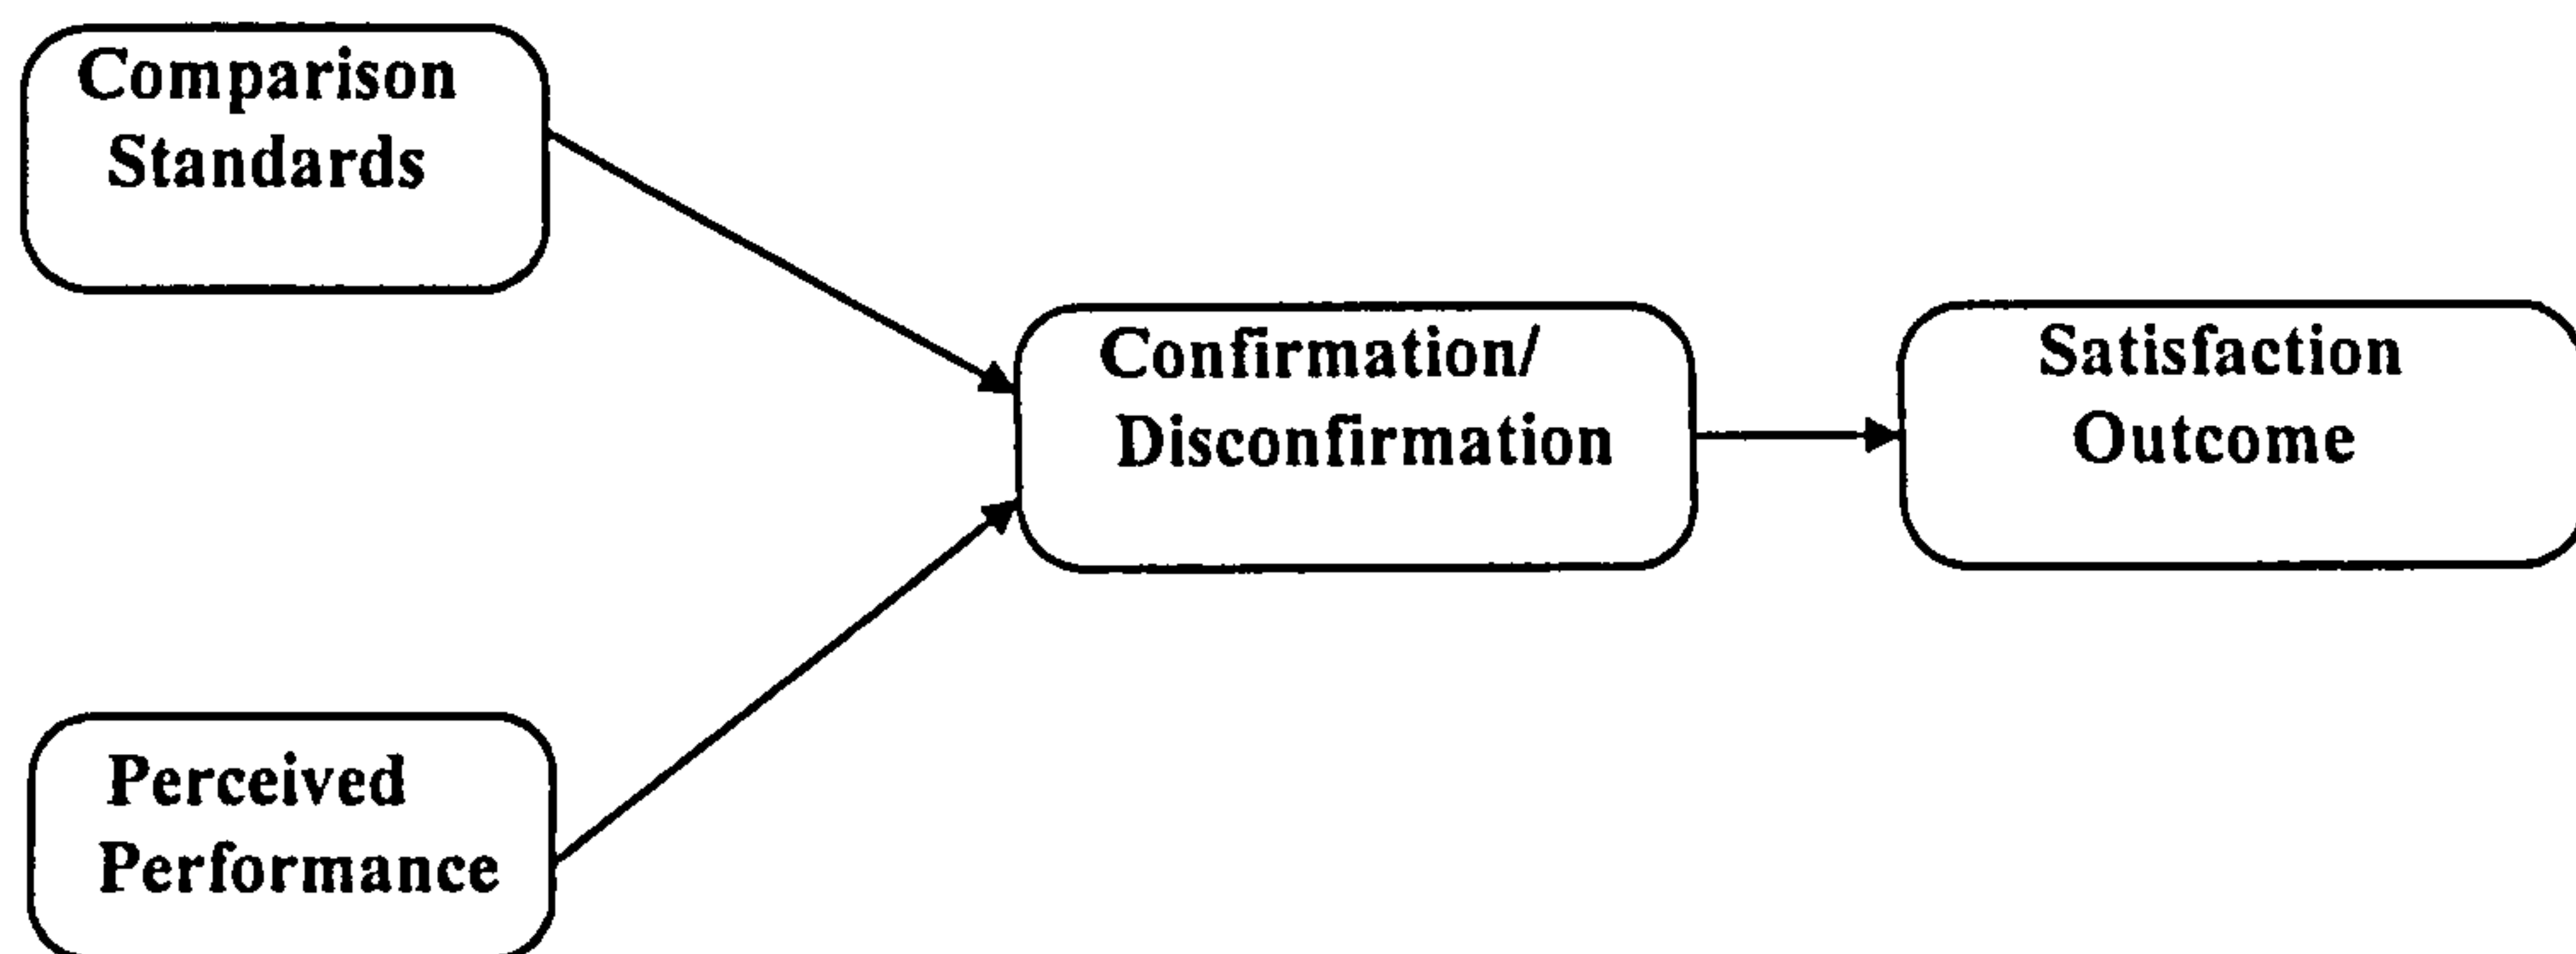 Comparison
Standards
Confirmation/
Disconfirmation
Satisfaction
Outcome
Perceived
Performance